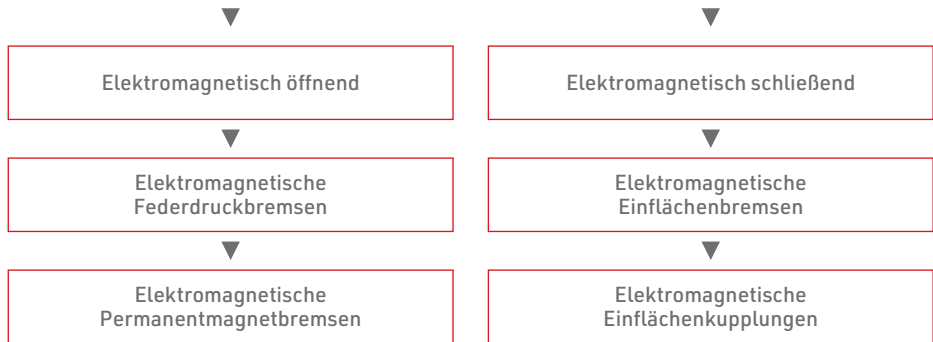 Elektromagnetisch öffnend
Elektromagnetisch schließend
Elektromagnetische
Federdruckbremsen
Elektromagnetische
Einflächenbremsen
Elektromagnetische
Permanentmagnetbremsen
Elektromagnetische
Einflächenkupplungen